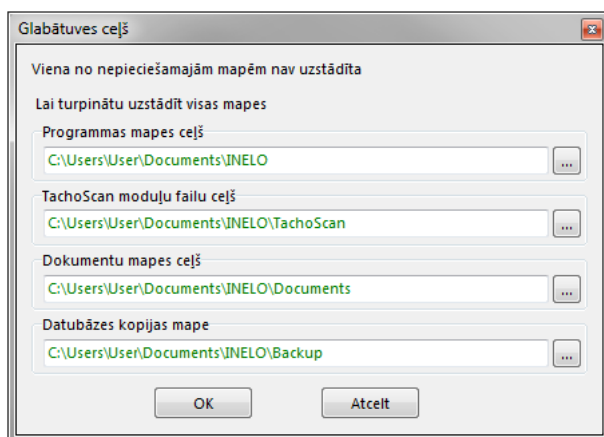 Glabātuves ceļš
Viena no nepieciešamajām mapēm nav uzstādīta
Lai turpinātu uzstādīt visas mapes
Programmas mapes ceļš
C:\Users\User\Documents\INELO
...
TachoScan moduļu failu ceļš
C:\Users\User\Documents\INELO\TachoScan
...
Dokumentu mapes ceļš
C:\Users\User\Documents\INELO\Documents
...
Datubāzes kopijas mape
C:\Users\User\Documents\INELO\Backup
...
OK Atcelt